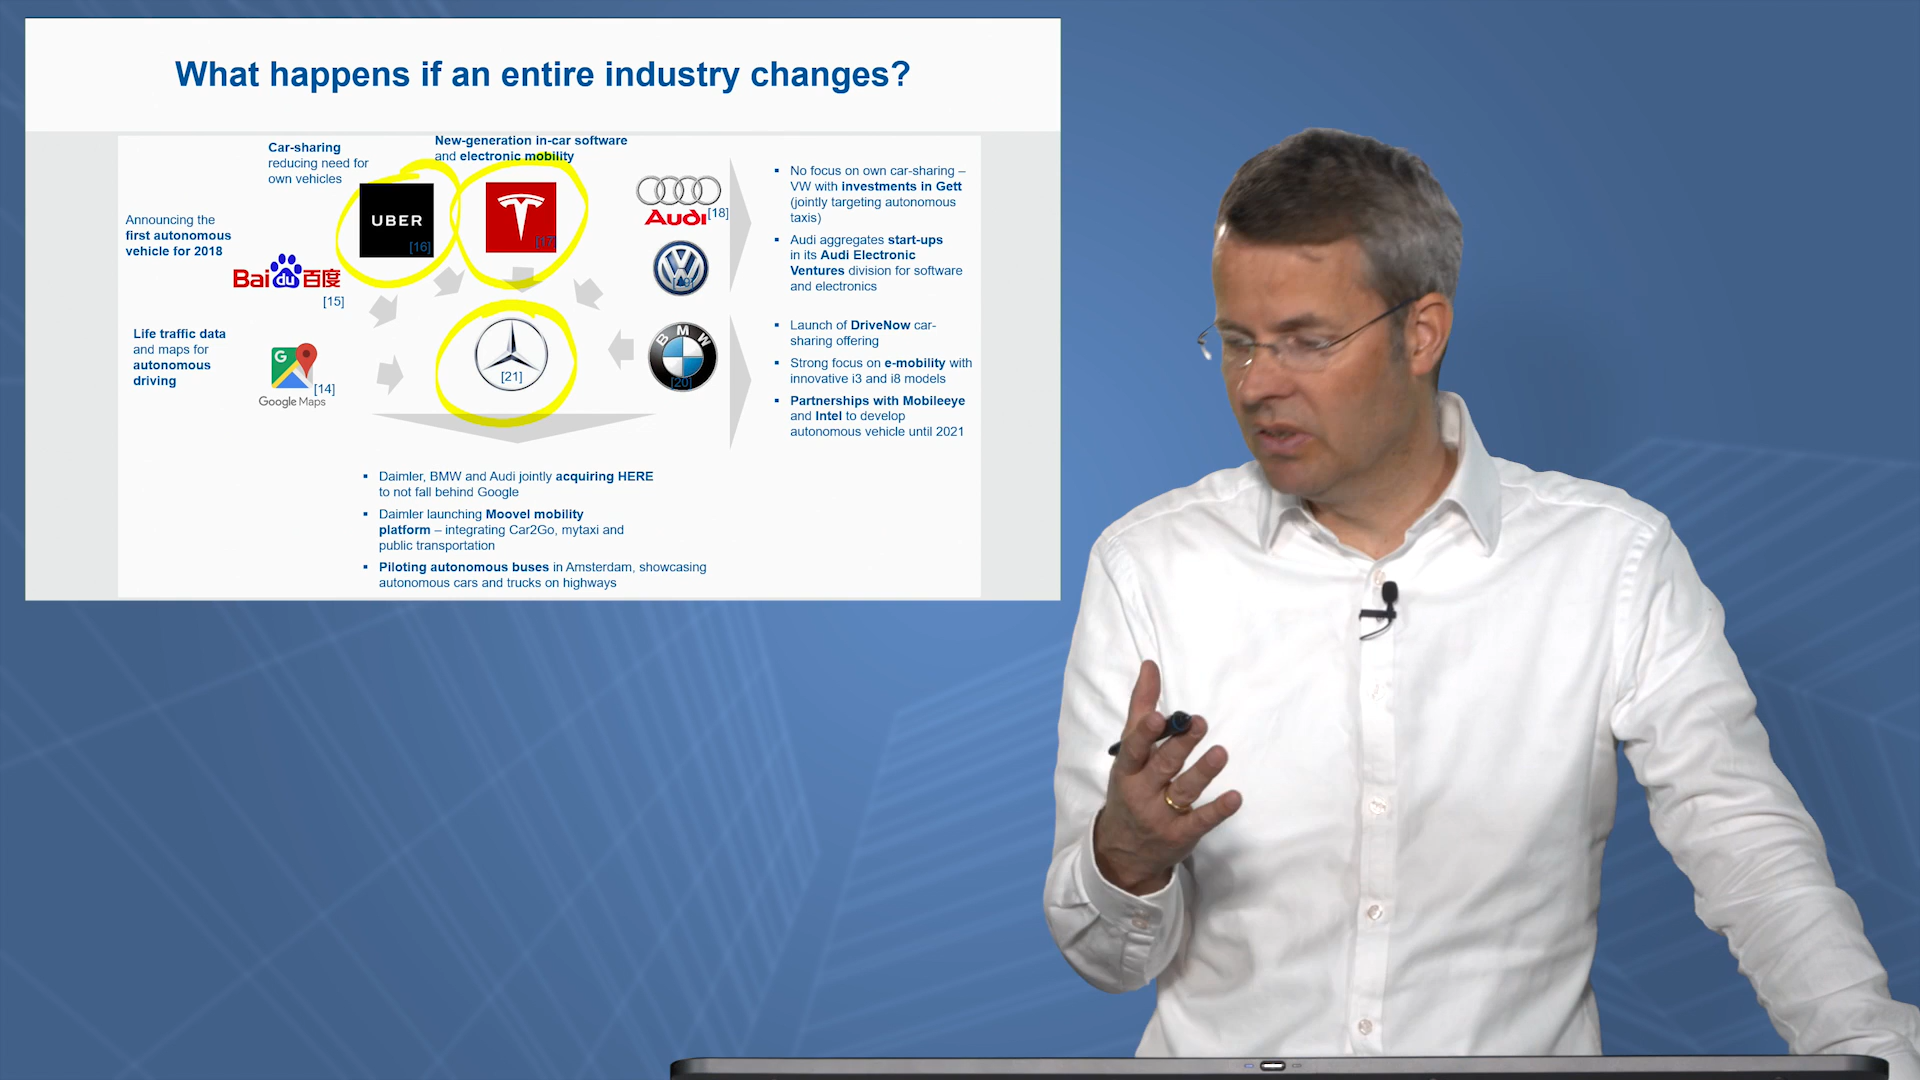 What happens if an entire industry changes?
Car-sharing
reducing need for
own vehicles
New-generation in-car software
and electronic mobility
Announcing the
first autonomous
vehicle for 2018
UBER
[16]
[17]
Audi [18]
Bai du 百度
[15]
[19]
Life traffic data
and maps for
autonomous
driving
G
[14]
Google Maps
[21]
BMW
[20]
▪ No focus on own car-sharing –
VW with investments in Gett
(jointly targeting autonomous
taxis)
▪ Audi aggregates start-ups
in its Audi Electronic
Ventures division for software
and electronics
▪ Launch of DriveNow car-
sharing offering
▪ Strong focus on e-mobility with
innovative i3 and i8 models
▪ Partnerships with Mobileeye
and Intel to develop
autonomous vehicle until 2021
▪ Daimler, BMW and Audi jointly acquiring HERE
to not fall behind Google
▪ Daimler launching Moovel mobility
platform – integrating Car2Go, mytaxi and
public transportation
▪ Piloting autonomous buses in Amsterdam, showcasing
autonomous cars and trucks on highways